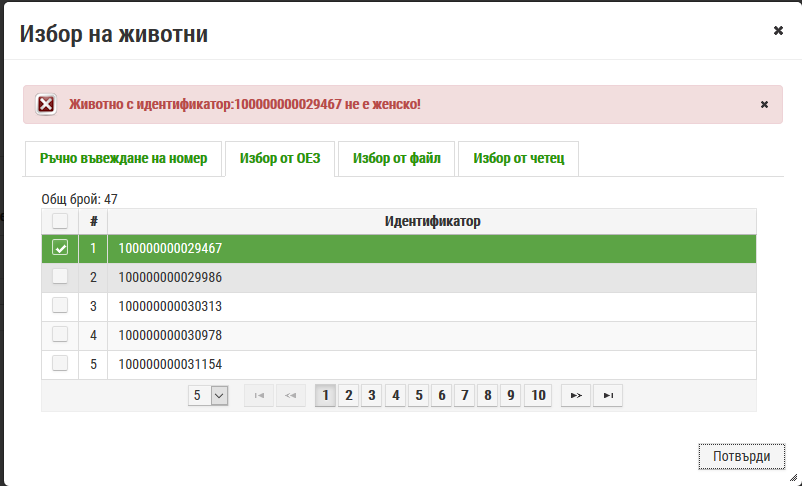 Избор на животни
Животно с идентификатор:100000000029467 не е женско!
Ръчно въвеждане на номер Избор от ОЕЗ Избор от файл Избор от четец
Общ брой: 47
# Идентификатор
1 100000000029467
2 100000000029986
3 100000000030313
4 100000000030978
5 100000000031154
5 1 2 3 4 5 6 7 8 9 10
Потвърди